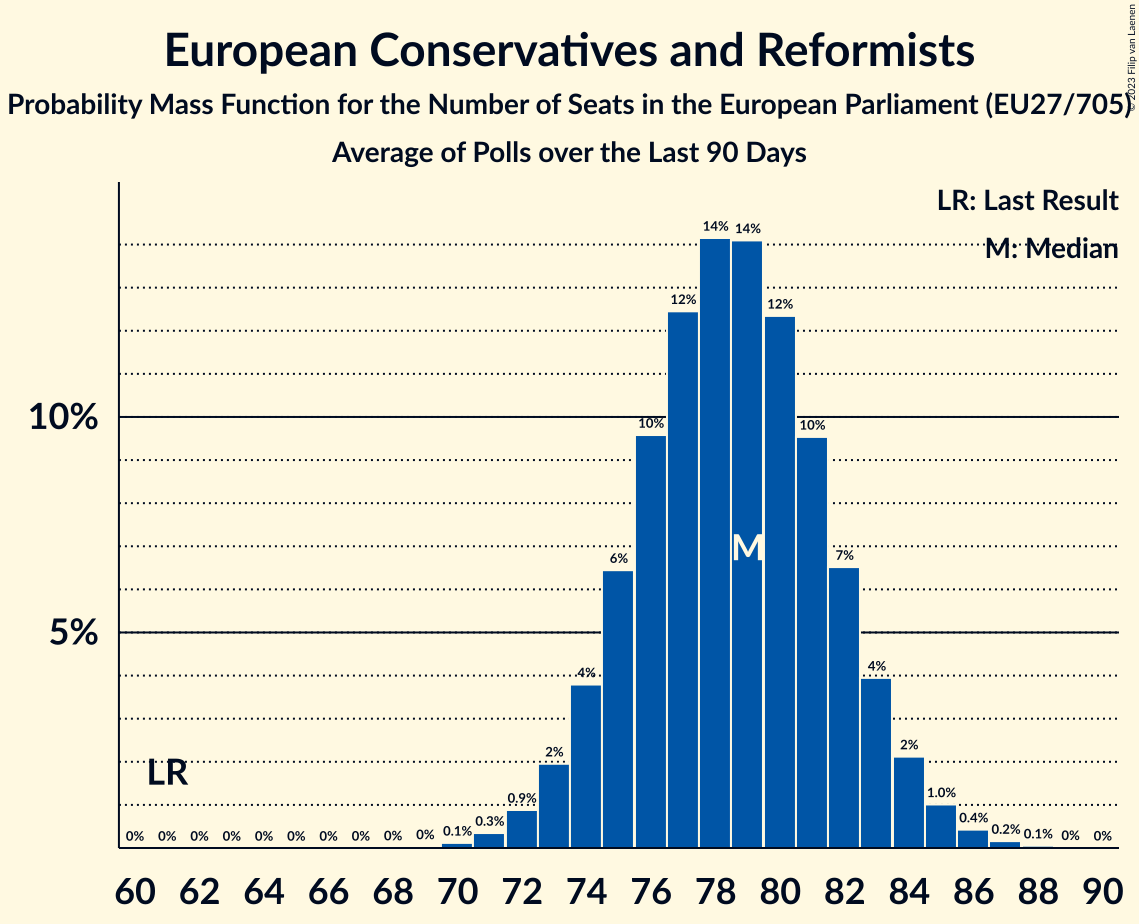 European Conservatives and Reformists
© 2023 Filip van Laenen
Probability Mass Function for the Number of Seats in the European Parliament (EU27/705)
Average of Polls over the Last 90 Days
LR: Last Result
M: Median
14% 14%
12% 12%
10%
10% 10%
M
6% 7%
5%
4% 4%
2% 2%
LR
0.9% 1.0%
0% 0% 0% 0% 0% 0% 0% 0% 0% 0% 0.1% 0.3% 0.4% 0.2% 0.1% 0% 0%
60 62 64 66 68 70 72 74 76 78 80 82 84 86 88 90